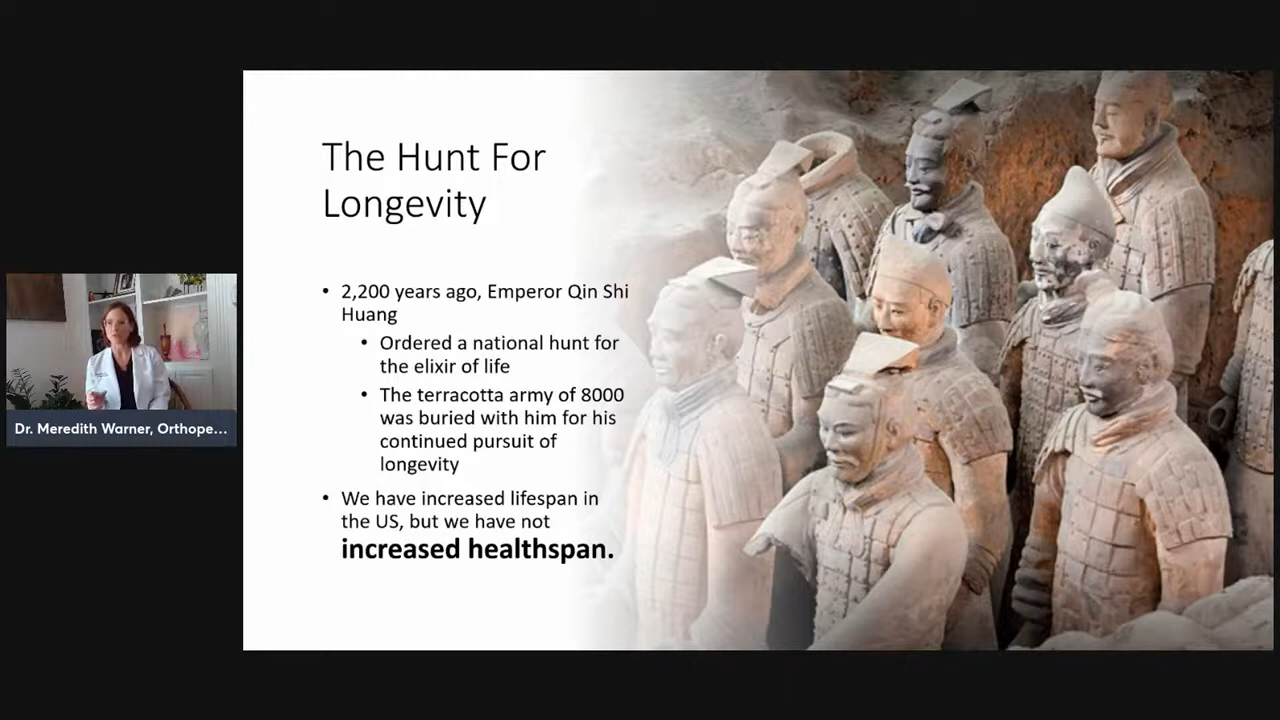 The Hunt For
Longevity
• 2,200 years ago, Emperor Qin Shi
Huang
• Ordered a national hunt for
the elixir of life
• The terracotta army of 8000
was buried with him for his
continued pursuit of
longevity
• We have increased lifespan in
the US, but we have not
increased healthspan.
Dr. Meredith Warner, Orthope...